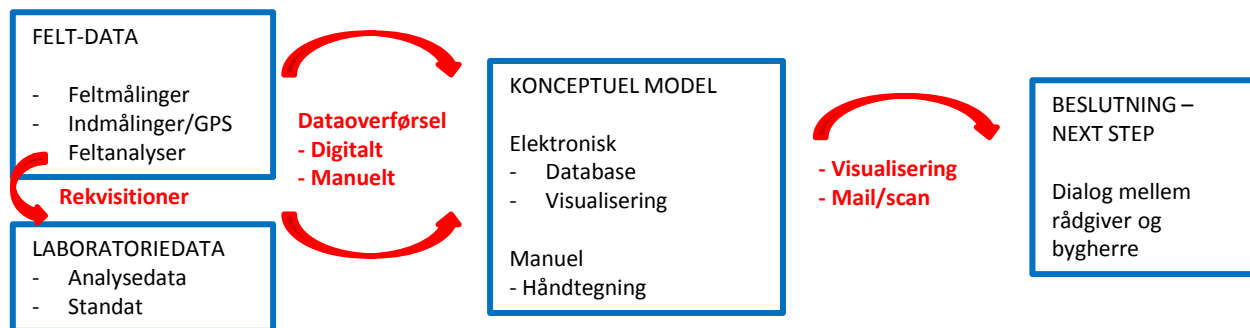 FELT-DATA
- Feltmålinger
- Indmålinger/GPS
- Feltanalyser
Rekvisitioner
LABORATORIEDATA
- Analysedata
- Standat
Dataoverførsel
- Digitalt
- Manuelt
KONCEPTUEL MODEL
Elektronisk
- Database
- Visualisering
Manuel
- Håndtegning
- Visualisering
- Mail/scan
BESLUTNING –
NEXT STEP
Dialog mellem
rådgiver og
bygherre